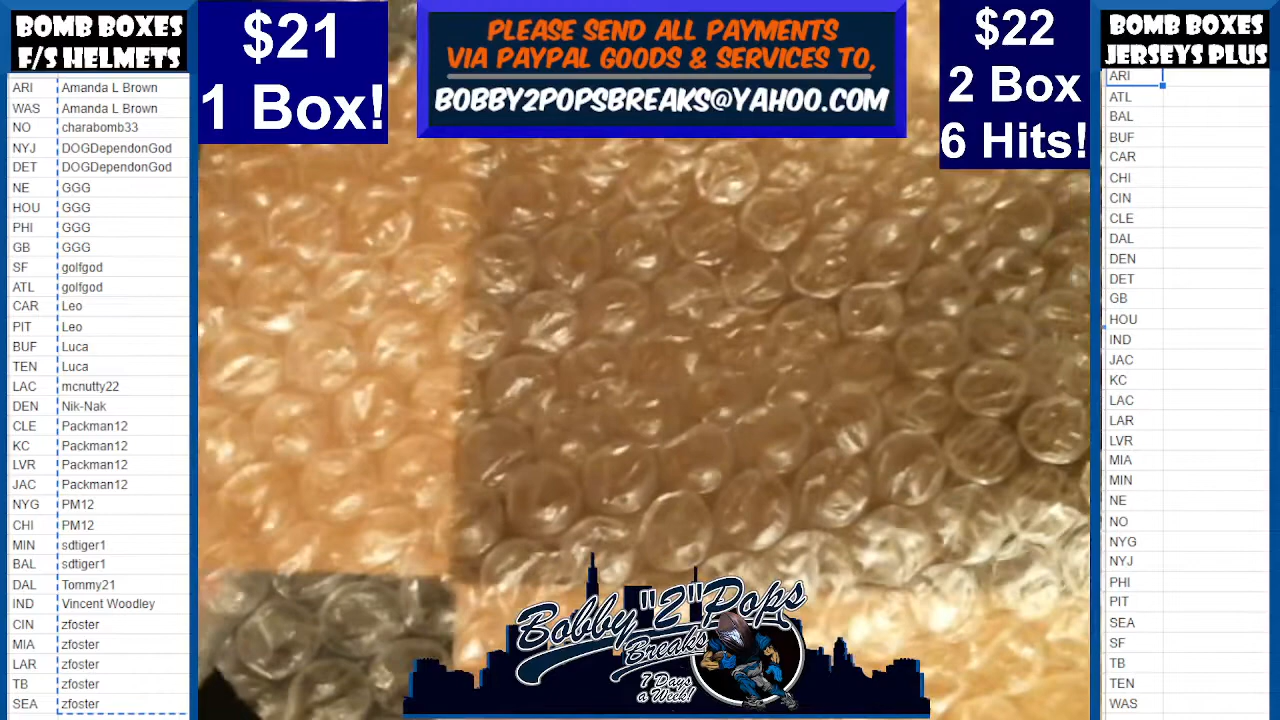 BOMB BOXES
F/S HELMETS
ARI Amanda L Brown
WAS Amanda L Brown
NO charabomb33
NYJ DOGDependonGod
DET DOGDependonGod
NE GGG
HOU GGG
PHI GGG
GB GGG
SF golfgod
ATL golfgod
CAR Leo
PIT Leo
BUF Luca
TEN Luca
LAC mcnutty22
DEN Nik-Nak
CLE Packman12
KC Packman12
LVR Packman12
JAC Packman12
NYG PM12
CHI PM12
MIN sdtiger1
BAL sdtiger1
DAL Tommy21
IND Vincent Woodley
CIN zfoster
MIA zfoster
LAR zfoster
TB zfoster
SEA zfoster
$21
1 Box!
PLEASE SEND ALL PAYMENTS
VIA PAYPAL GOODS & SERVICES TO,
BOBBY2POPSBREAKS@YAHOO.COM
$22
2 Box
6 Hits!
BOMB BOXES
JERSEYS PLUS
ARI
ATL
BAL
BUF
CAR
CHI
CIN
CLE
DAL
DEN
DET
GB
HOU
IND
JAC
KC
LAC
LAR
LVR
MIA
MIN
NE
NO
NYG
NYJ
PHI
PIT
SEA
SF
TB
TEN
WAS
Bobby "2" Pops
Breaks
7 Days
a Week!